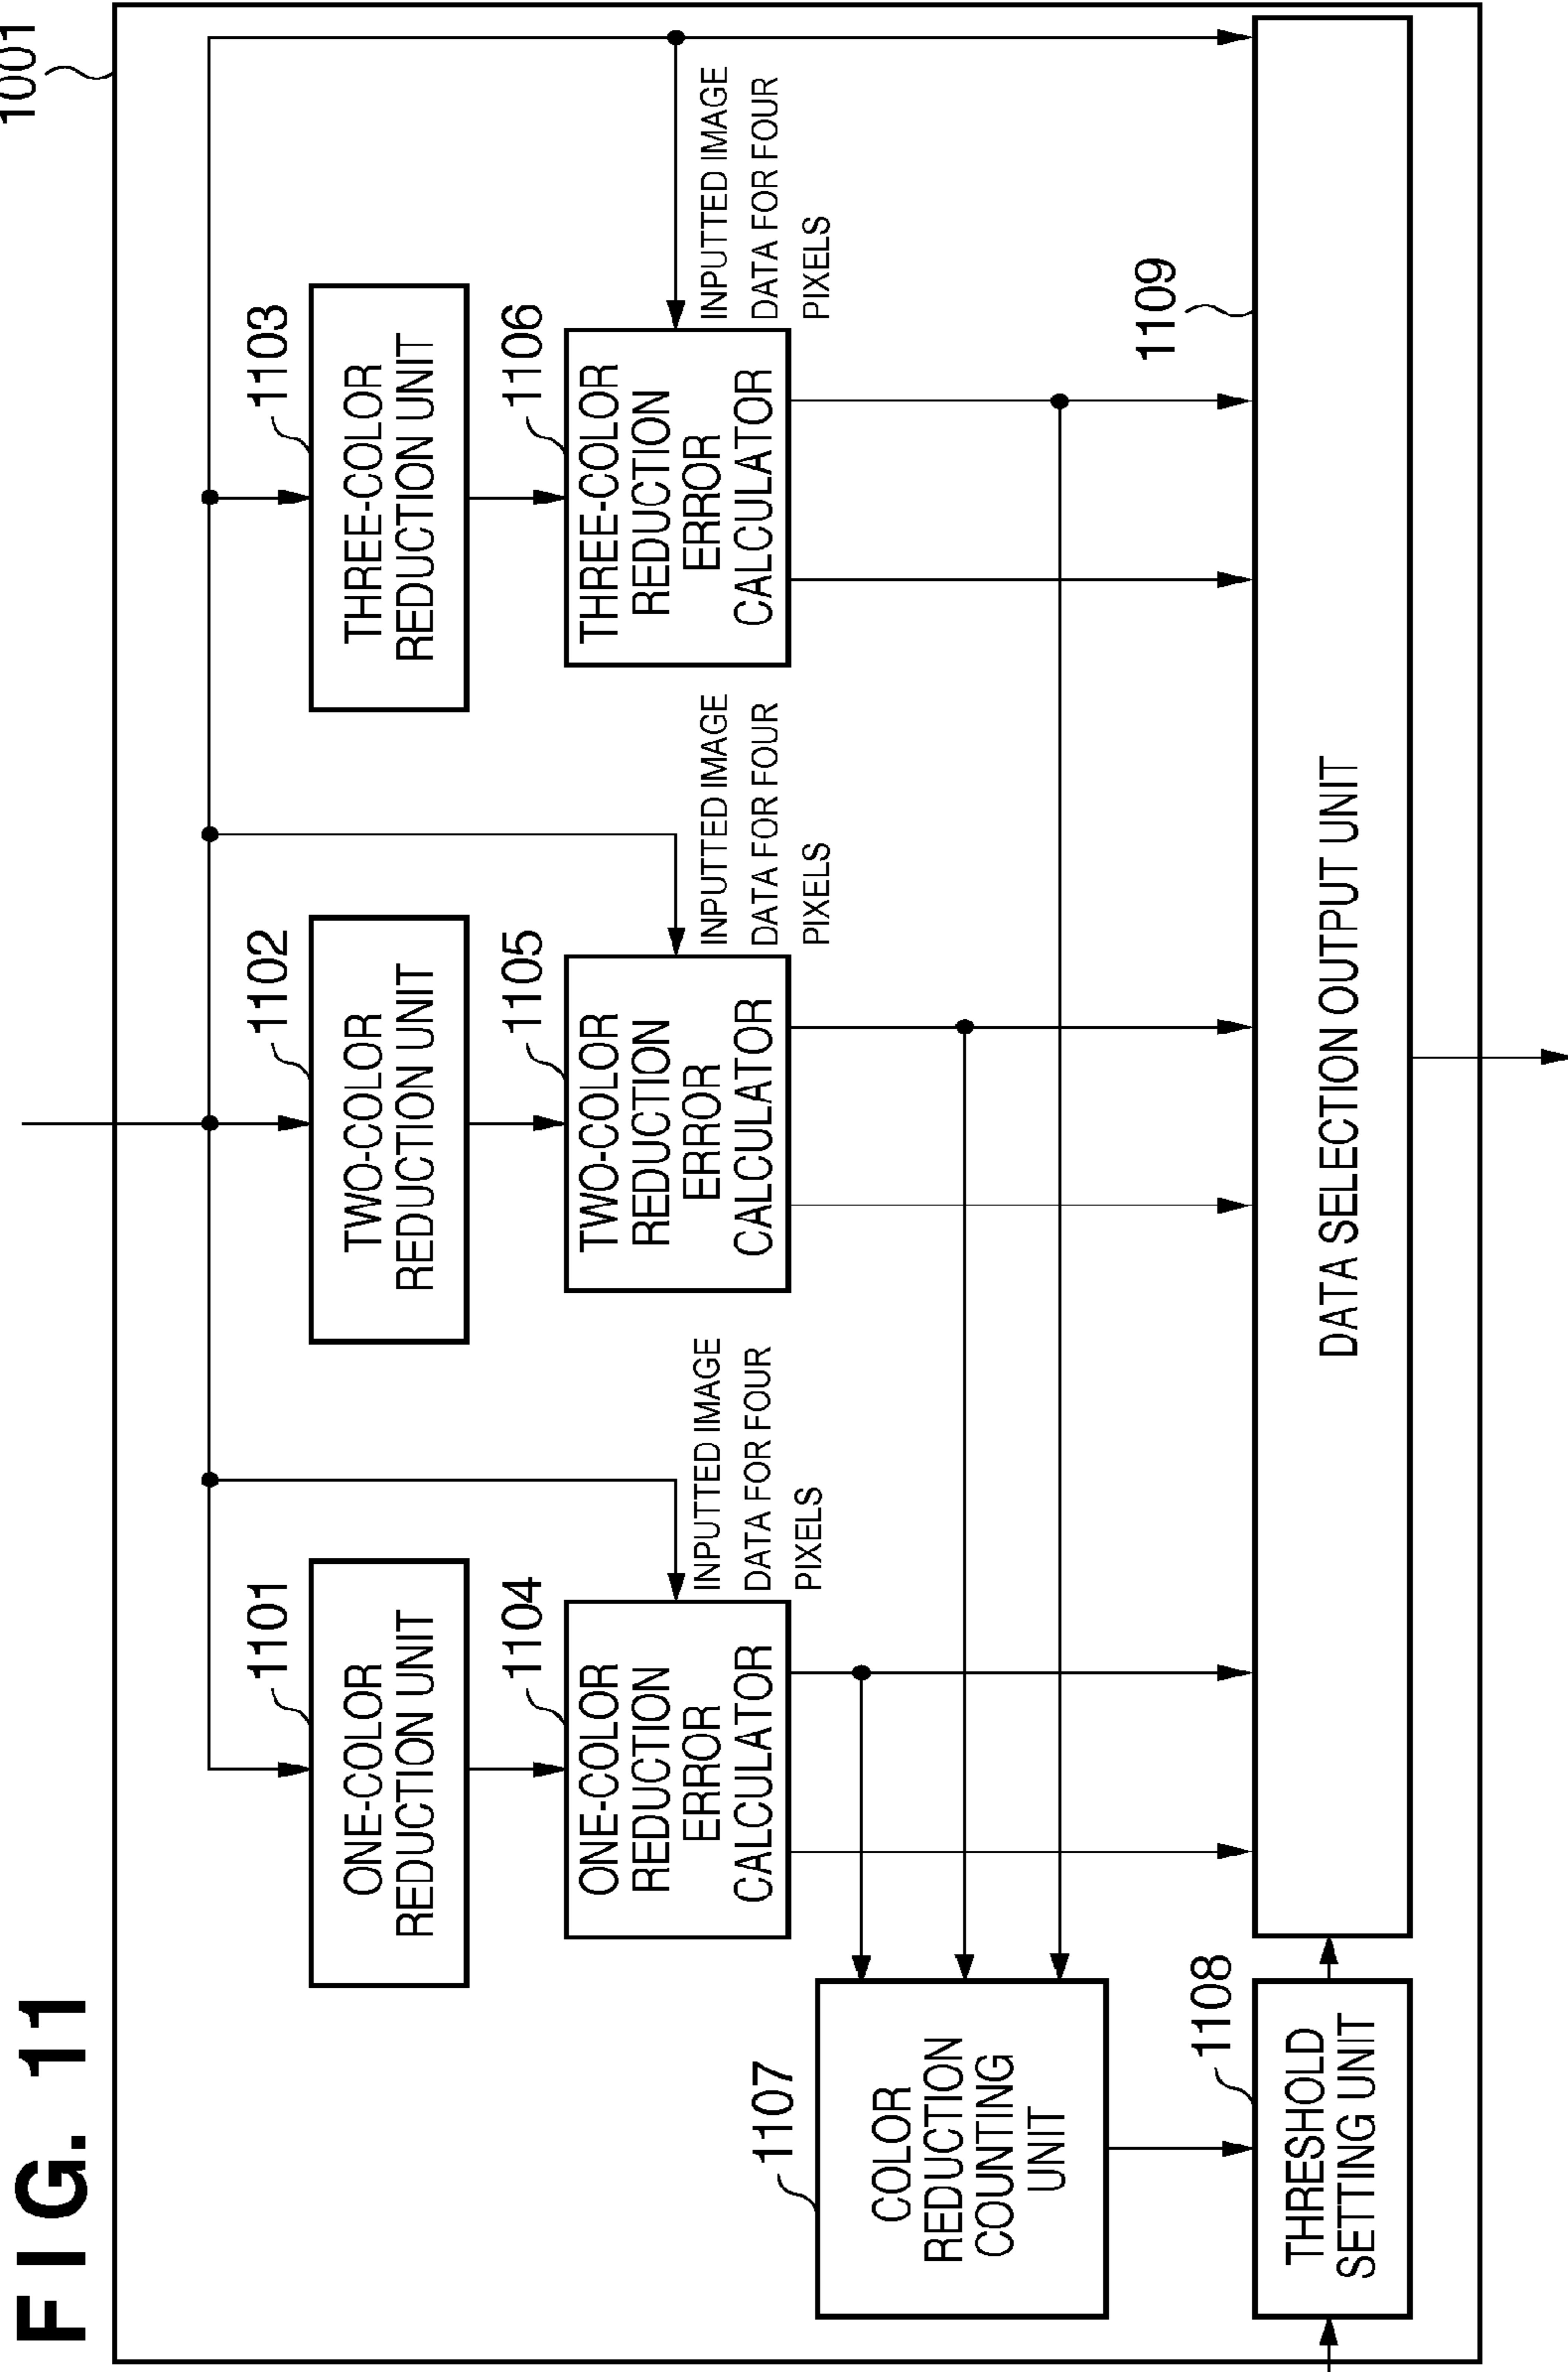 FIG. 11
1001
1101
ONE-COLOR
REDUCTION UNIT
1102
TWO-COLOR
REDUCTION UNIT
1103
THREE-COLOR
REDUCTION UNIT
1104
ONE-COLOR
REDUCTION
ERROR
CALCULATOR
INPUTTED IMAGE
DATA FOR FOUR
PIXELS
1105
TWO-COLOR
REDUCTION
ERROR
CALCULATOR
INPUTTED IMAGE
DATA FOR FOUR
PIXELS
1106
THREE-COLOR
REDUCTION
ERROR
CALCULATOR
INPUTTED IMAGE
DATA FOR FOUR
PIXELS
1107
COLOR
REDUCTION
COUNTING
UNIT
1108
THRESHOLD
SETTING UNIT
1109
DATA SELECTION OUTPUT UNIT